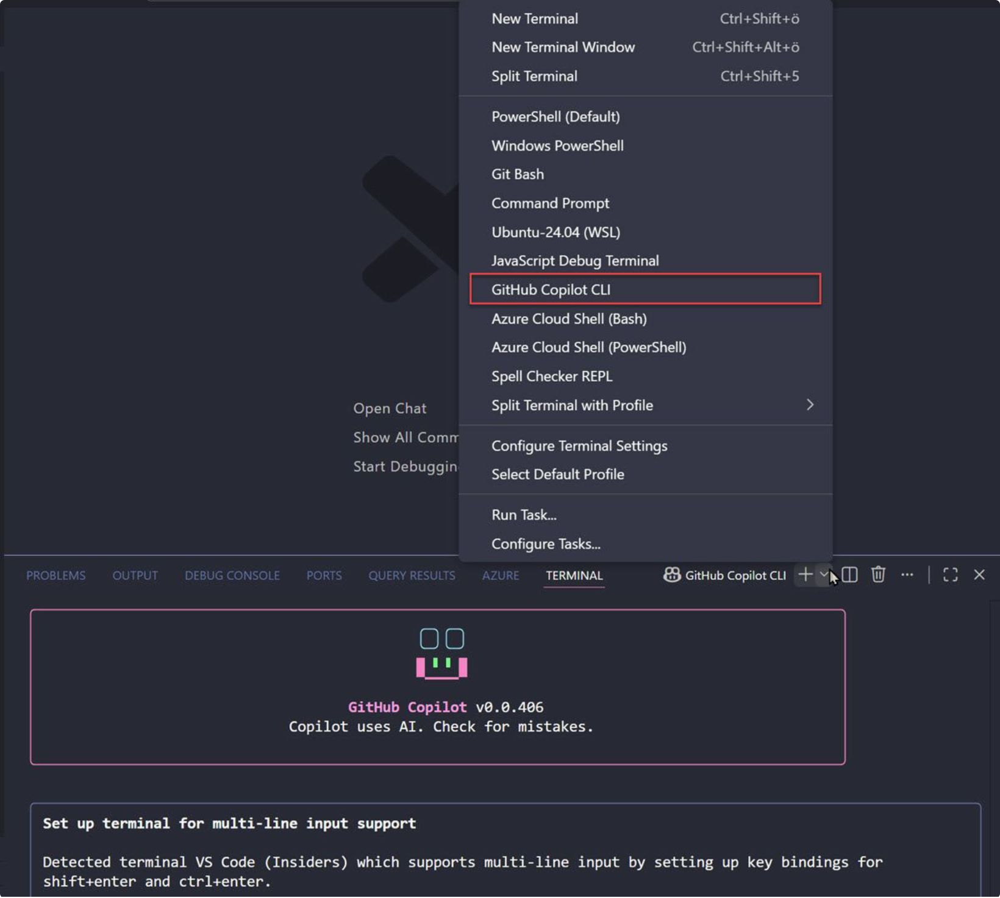 New Terminal Ctrl+Shift+ö
New Terminal Window Ctrl+Shift+Alt+ö
Split Terminal Ctrl+Shift+5
PowerShell (Default)
Windows PowerShell
Git Bash
Command Prompt
Ubuntu-24.04 (WSL)
JavaScript Debug Terminal
GitHub Copilot CLI
Azure Cloud Shell (Bash)
Azure Cloud Shell (PowerShell)
Spell Checker REPL
Split Terminal with Profile
Configure Terminal Settings
Select Default Profile
Run Task...
Configure Tasks...
Open Chat
Show All Comm
Start Debuggin
PROBLEMS OUTPUT DEBUG CONSOLE PORTS QUERY RESULTS AZURE TERMINAL GitHub Copilot CLI
GitHub Copilot v0.0.406
Copilot uses AI. Check for mistakes.
Set up terminal for multi-line input support
Detected terminal VS Code (Insiders) which supports multi-line input by setting up key bindings for
shift+enter and ctrl+enter.